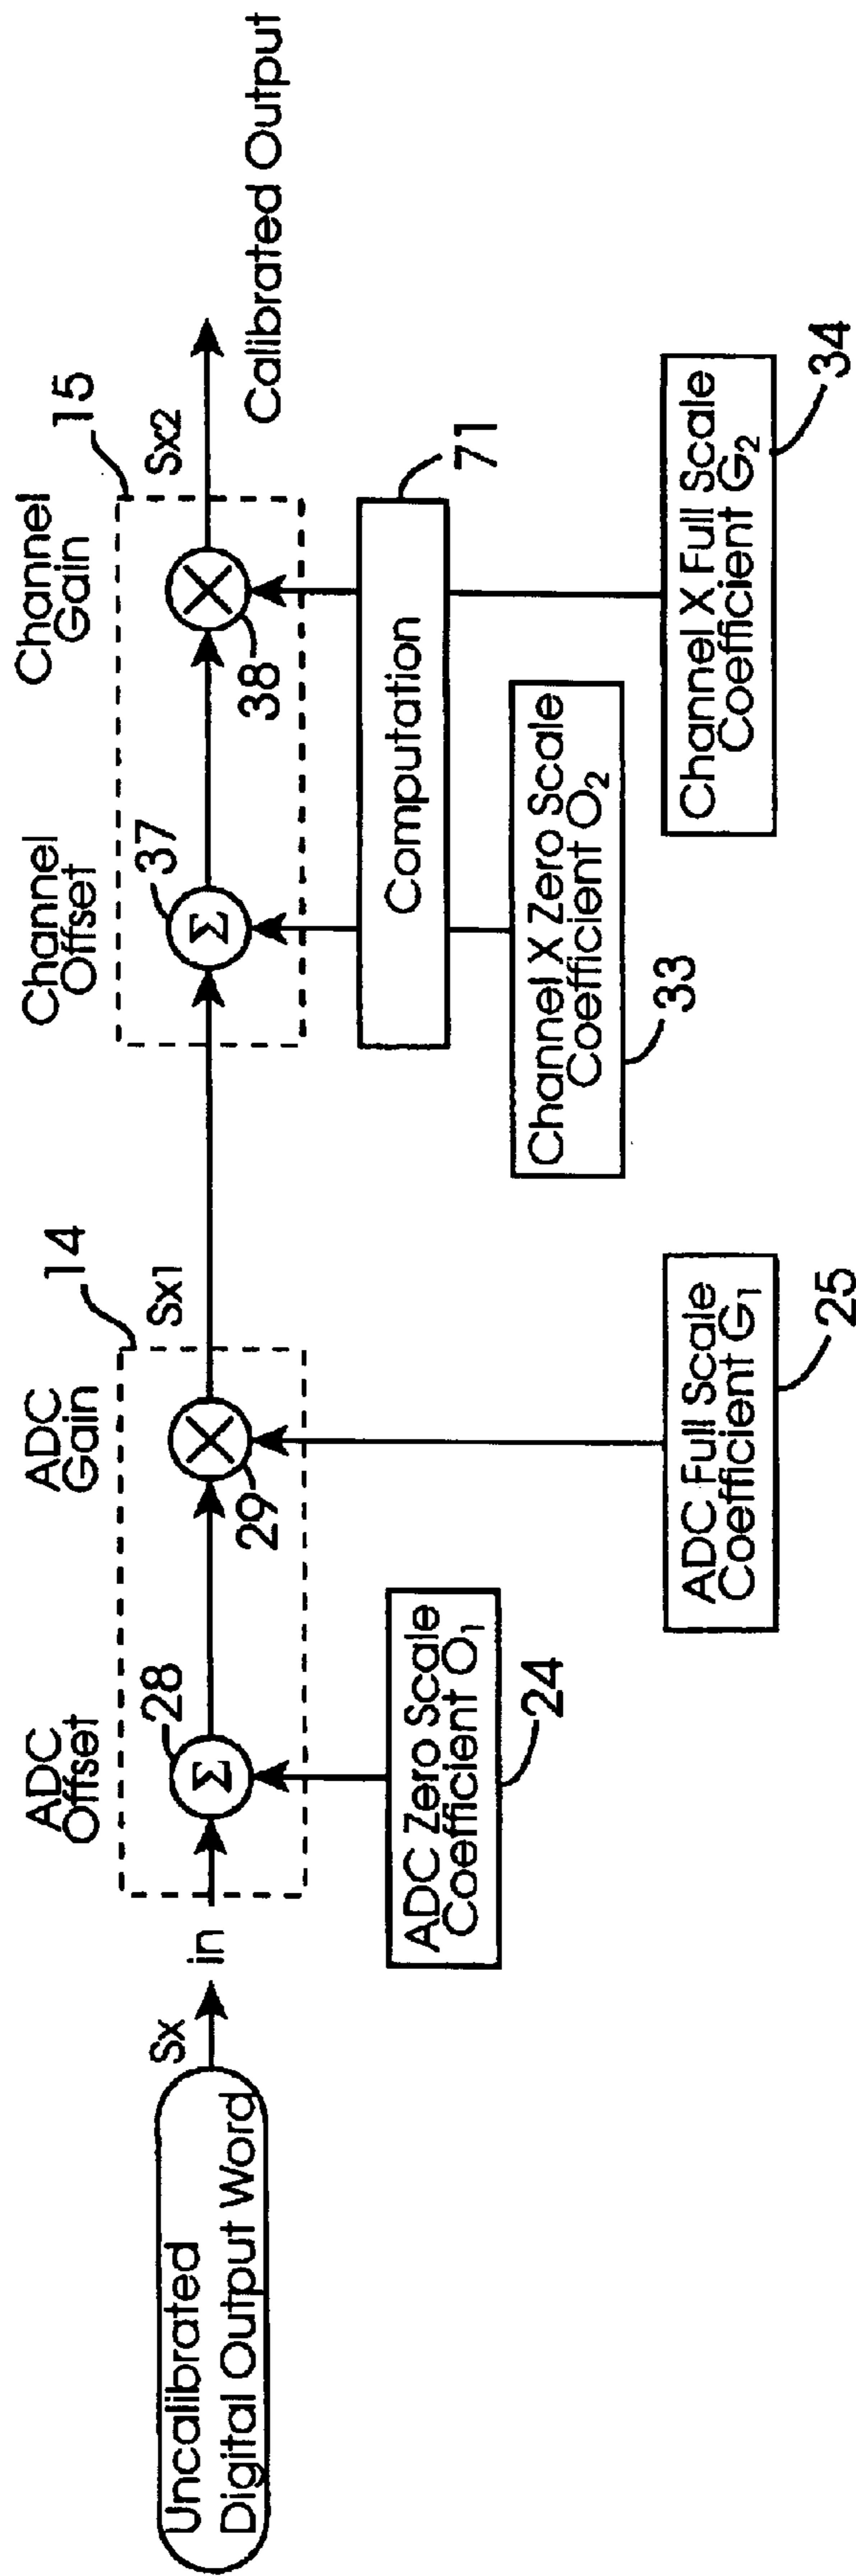 Uncalibrated
Digital Output Word
Sx
in
ADC
Offset
28
ADC
Gain
29
14
Sx1
ADC Zero Scale
Coefficient O₁
24
ADC Full Scale
Coefficient G₁
25
Channel
Offset
37
Channel
Gain
38
15
Sx2
Calibrated Output
Computation
71
Channel X Zero Scale
Coefficient O₂
33
Channel X Full Scale
Coefficient G₂
34
Σ
Σ